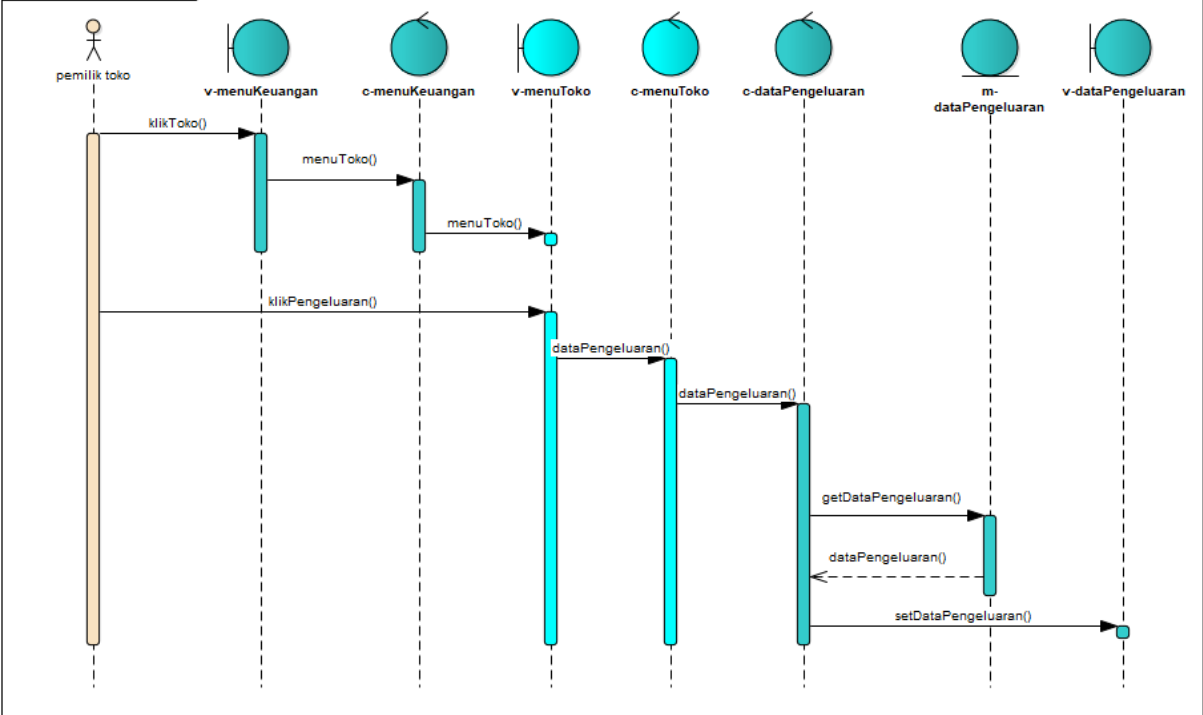 pemilik toko
v-menuKeuangan
c-menuKeuangan
v-menuToko
c-menuToko
c-dataPengeluaran
m-
dataPengeluaran
v-dataPengeluaran
klikToko()
menuToko()
menuToko()
klikPengeluaran()
dataPengeluaran()
dataPengeluaran()
getDataPengeluaran()
dataPengeluaran()
setDataPengeluaran()